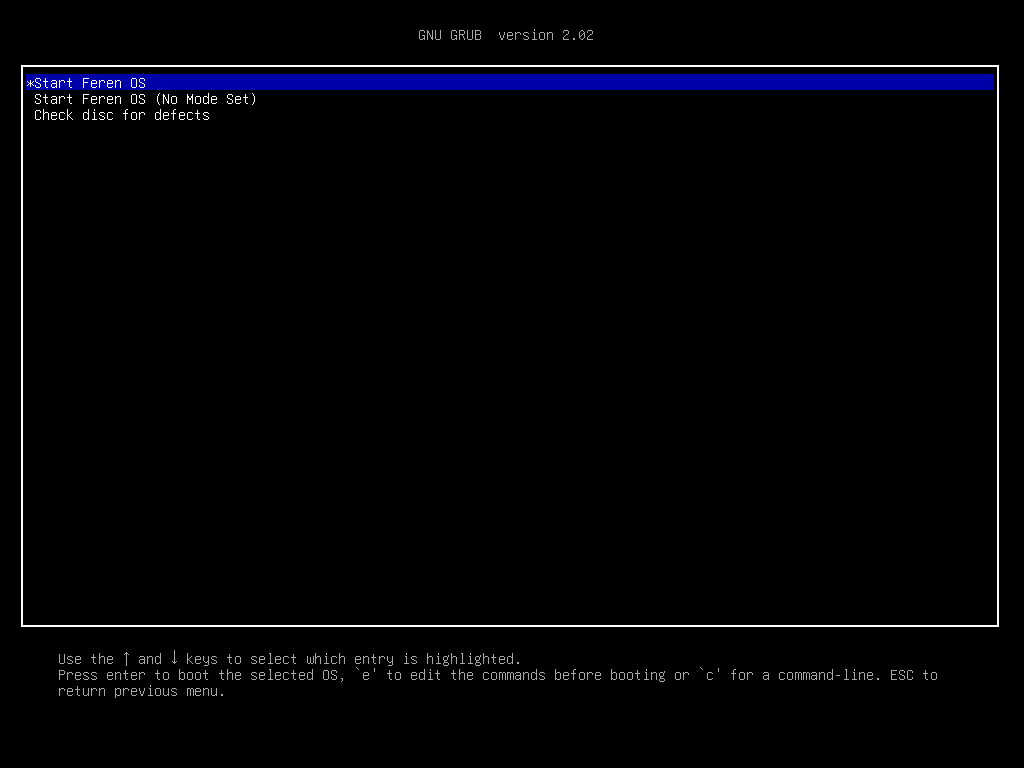 GNU GRUB  version 2.02
*Start Feren OS
Start Feren OS (No Mode Set)
Check disc for defects
Use the ↑ and ↓ keys to select which entry is highlighted.
Press enter to boot the selected OS, `e' to edit the commands before booting or `c' for a command-line. ESC to
return previous menu.